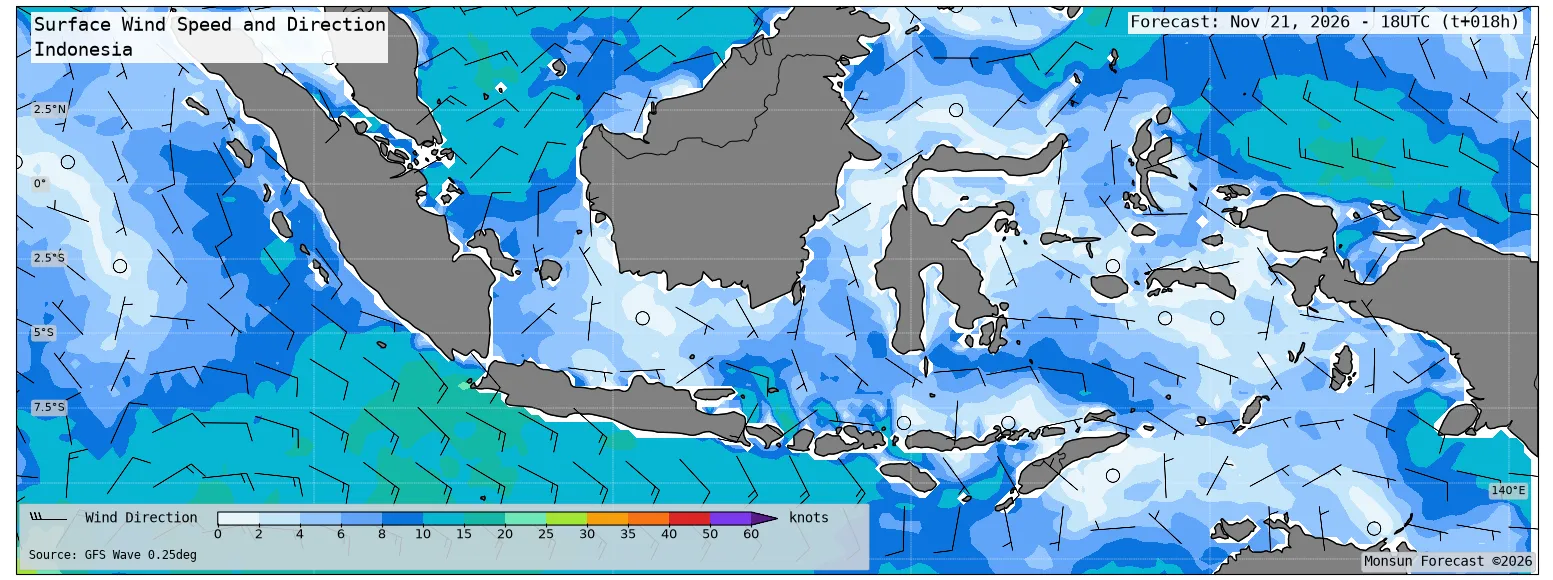 Surface Wind Speed and Direction
Indonesia
Forecast: Nov 21, 2026 - 18UTC (t+018h)
2.5°N
0°
2.5°S
5°S
7.5°S
140°E
Wind Direction
knots
0 2 4 6 8 10 15 20 25 30 35 40 50 60
Source: GFS Wave 0.25deg
Monsun Forecast ©2026